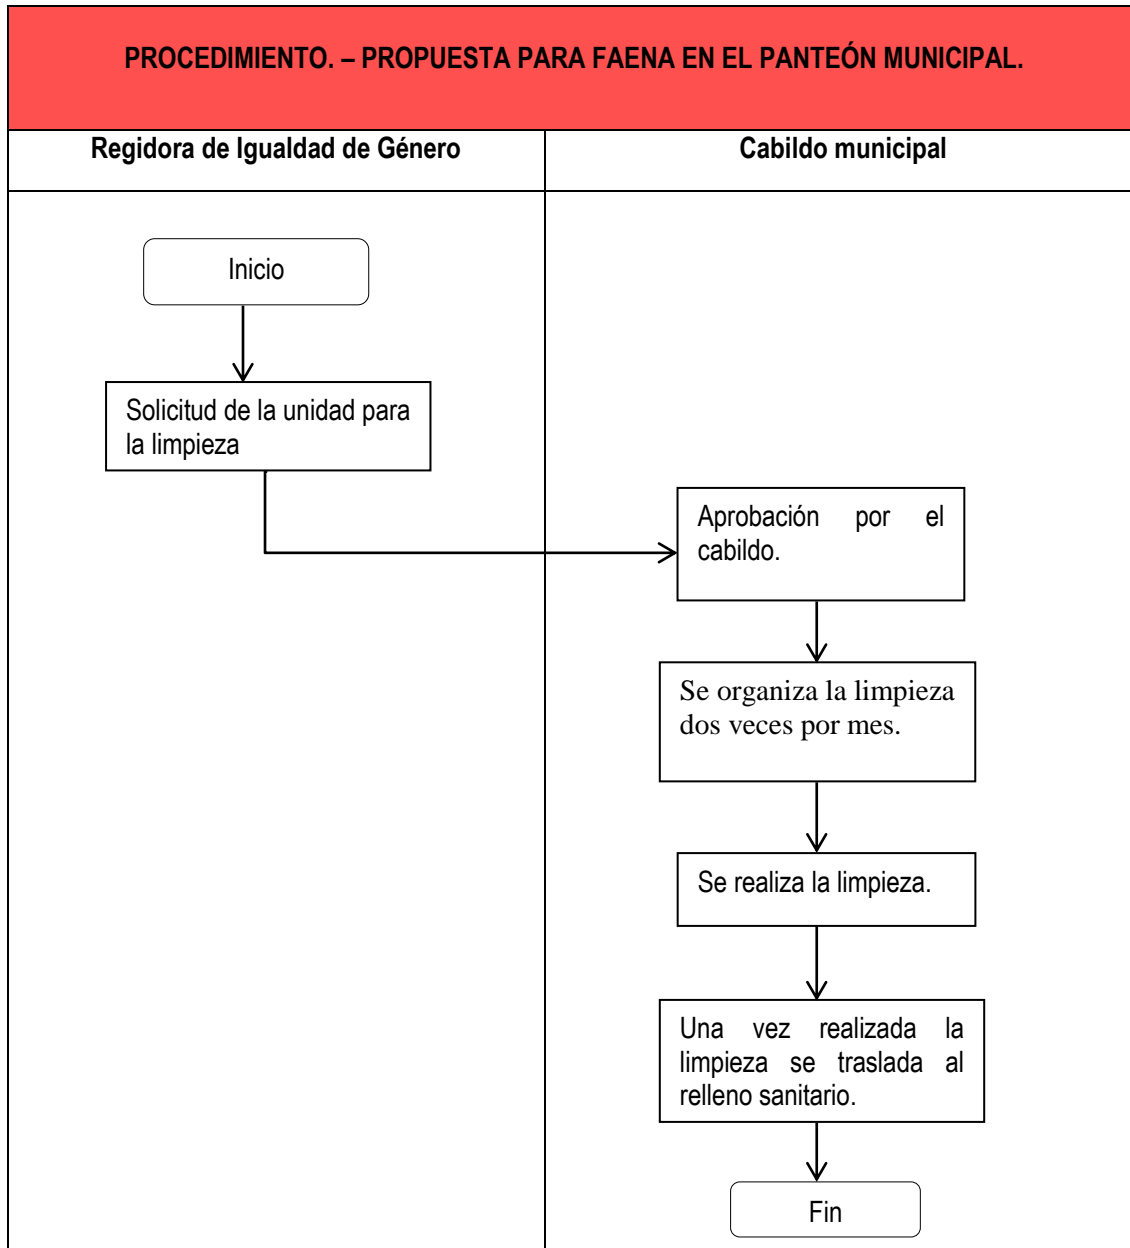 PROCEDIMIENTO. – PROPUESTA PARA FAENA EN EL PANTEÓN MUNICIPAL.
Regidora de Igualdad de Género
Cabildo municipal
Inicio
Solicitud de la unidad para
la limpieza
Aprobación por el
cabildo.
Se organiza la limpieza
dos veces por mes.
Se realiza la limpieza.
Una vez realizada la
limpieza se traslada al
relleno sanitario.
Fin